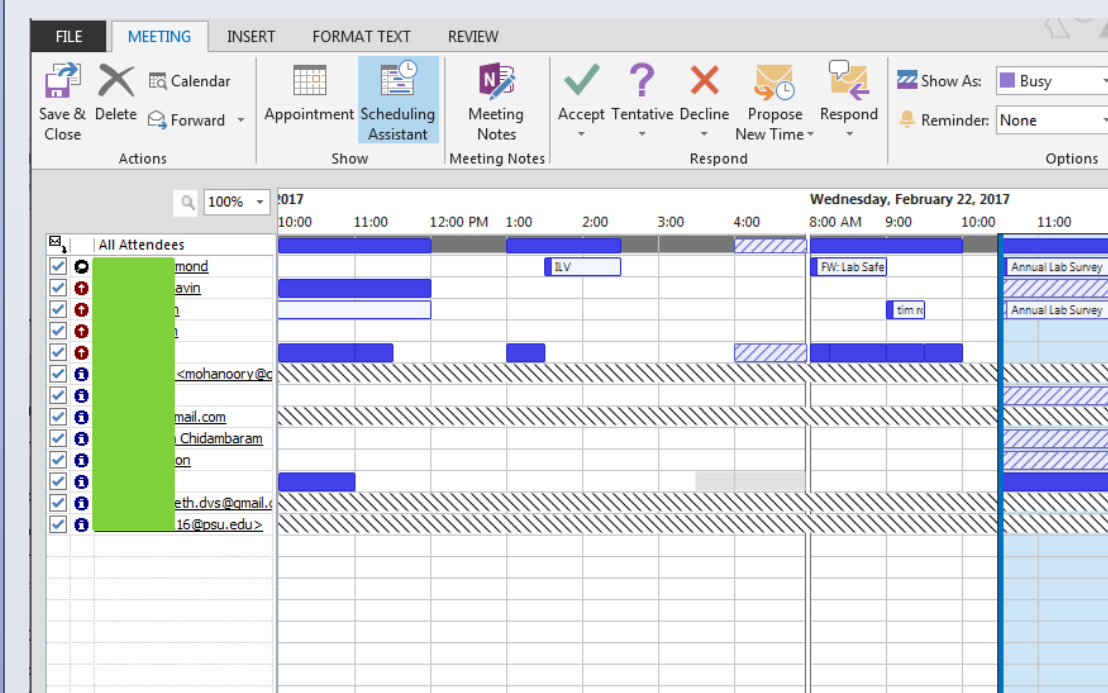 FILE MEETING INSERT FORMAT TEXT REVIEW
Save & Close
Delete
Calendar
Forward
Actions
Appointment
Scheduling Assistant
Show
Meeting Notes
Meeting Notes
Accept
Tentative
Decline
Propose New Time
Respond
Respond
Show As: Busy
Reminder: None
Options
100%
2017
Wednesday, February 22, 2017
10:00 11:00 12:00 PM 1:00 2:00 3:00 4:00 8:00 AM 9:00 10:00 11:00
All Attendees
mond ILV FW: Lab Safe Annual Lab Survey
avin
tim Annual Lab Survey
<mohanoory@
mail.com
Chidambaram
on
eth.dvs@gmail.
16@psu.edu>